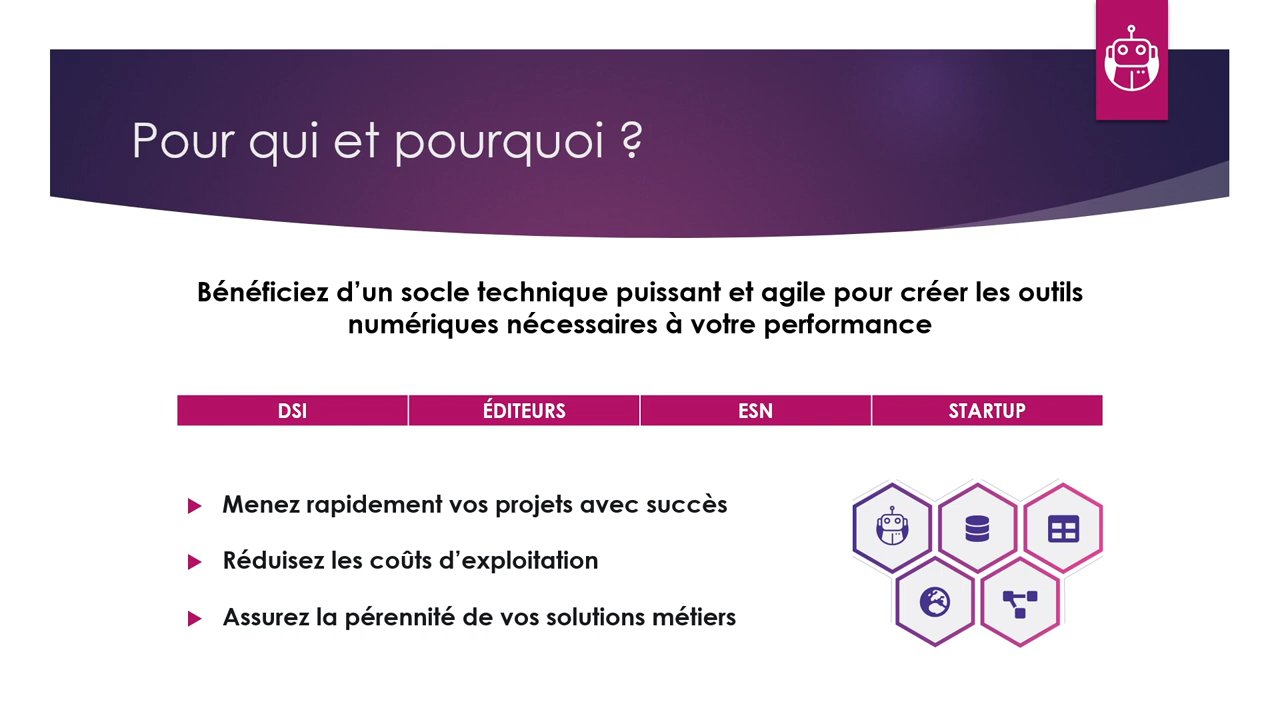 Pour qui et pourquoi ?
Bénéficiez d’un socle technique puissant et agile pour créer les outils
numériques nécessaires à votre performance
DSI
ÉDITEURS
ESN
STARTUP
Menez rapidement vos projets avec succès
Réduisez les coûts d’exploitation
Assurez la pérennité de vos solutions métiers